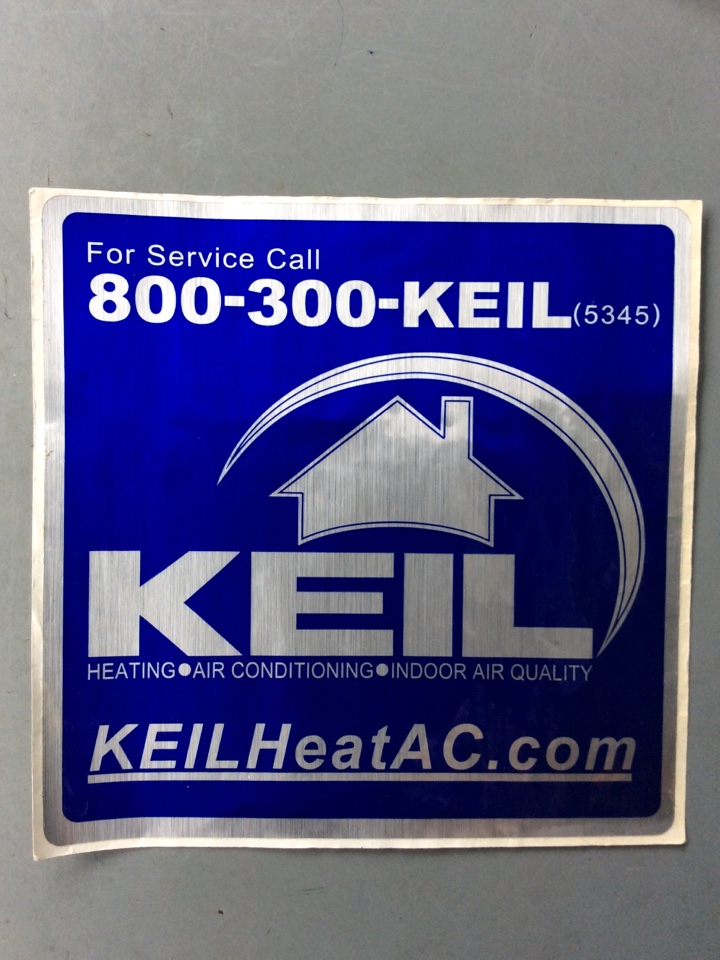 For Service Call
800-300-KEIL(5345)
KEIL
HEATING●AIR CONDITIONING●INDOOR AIR QUALITY
KEILHeatAC.com